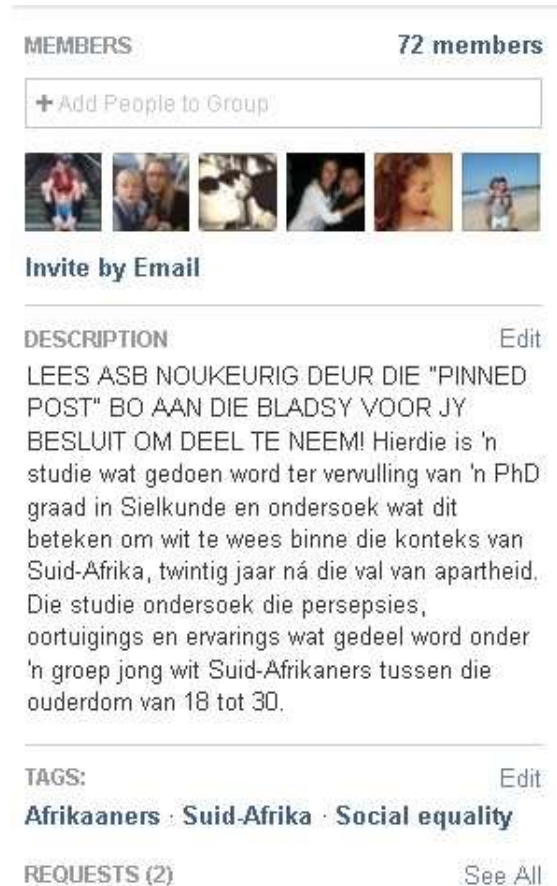 MEMBERS 72 members
+ Add People to Group
Invite by Email
DESCRIPTION Edit
LEES ASB NOUKEURIG DEUR DIE "PINNED
POST" BO AAN DIE BLADSY VOOR JY
BESLUIT OM DEEL TE NEEM! Hierdie is 'n
studie wat gedoen word ter vervulling van 'n PhD
graad in Sielkunde en ondersoek wat dit
beteken om wit te wees binne die konteks van
Suid-Afrika, twintig jaar ná die val van apartheid.
Die studie ondersoek die persepsies,
oortuigings en ervarings wat gedeel word onder
'n groep jong wit Suid-Afrikaners tussen die
ouderdom van 18 tot 30.
TAGS: Edit
Afrikaaners · Suid-Afrika · Social equality
REQUESTS (2) See All